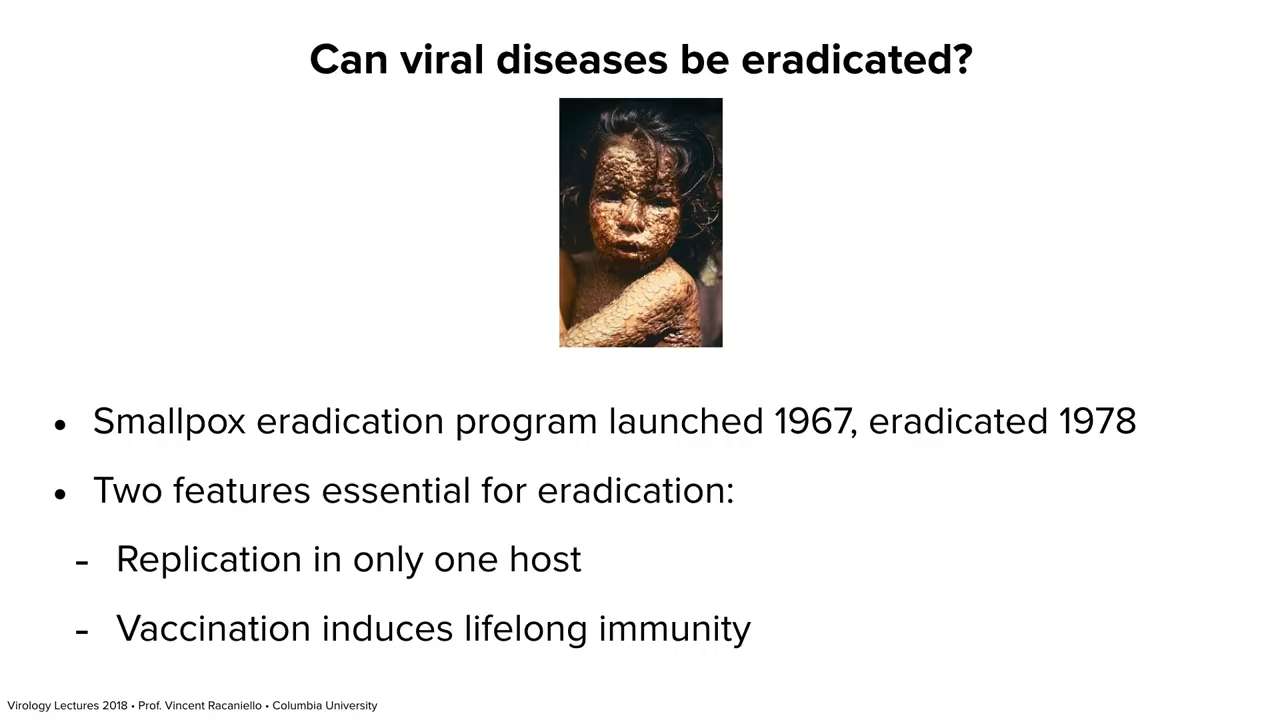 Can viral diseases be eradicated?
• Smallpox eradication program launched 1967, eradicated 1978
• Two features essential for eradication:
- Replication in only one host
- Vaccination induces lifelong immunity
Virology Lectures 2018 • Prof. Vincent Racaniello • Columbia University